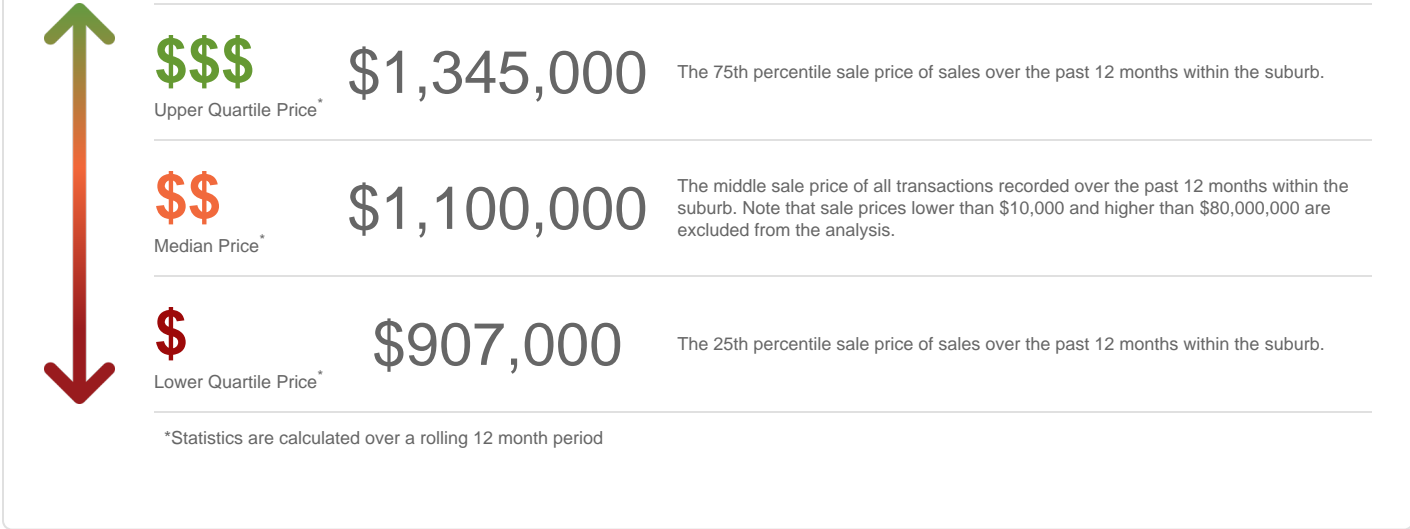 $$$
Upper Quartile Price*
$1,345,000
The 75th percentile sale price of sales over the past 12 months within the suburb.
$$
Median Price*
$1,100,000
The middle sale price of all transactions recorded over the past 12 months within the
suburb. Note that sale prices lower than $10,000 and higher than $80,000,000 are
excluded from the analysis.
$
Lower Quartile Price*
$907,000
The 25th percentile sale price of sales over the past 12 months within the suburb.
*Statistics are calculated over a rolling 12 month period